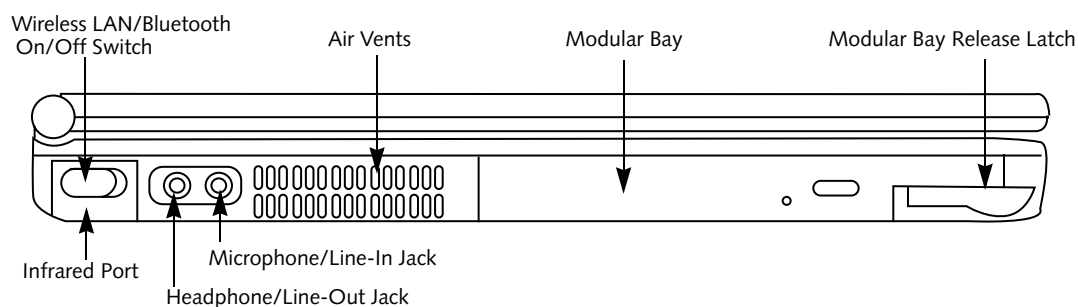 Wireless LAN/Bluetooth
On/Off Switch
Air Vents
Modular Bay
Modular Bay Release Latch
Microphone/Line-In Jack
Infrared Port
Headphone/Line-Out Jack